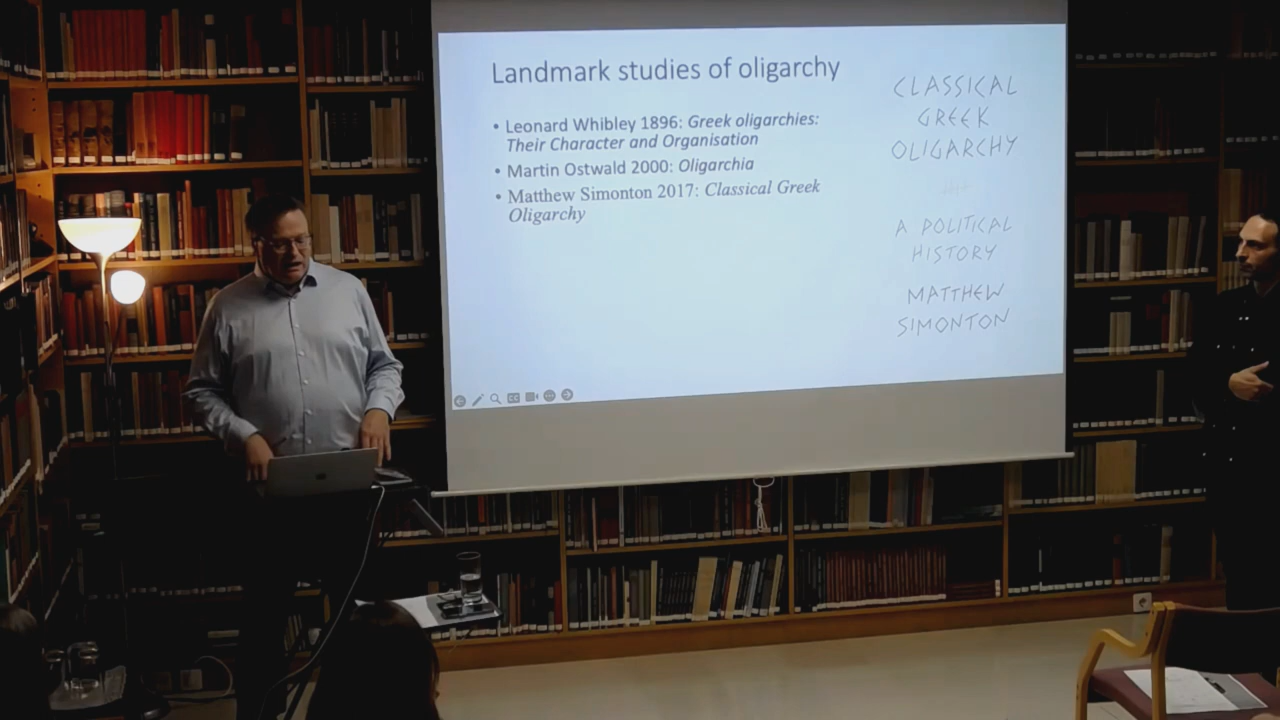 Landmark studies of oligarchy
• Leonard Whibley 1896: Greek oligarchies:
Their Character and Organisation
• Martin Ostwald 2000: Oligarchia
• Matthew Simonton 2017: Classical Greek
Oligarchy
CLASSICAL
GREEK
OLIGARCHY
A POLITICAL
HISTORY
MATTHEW
SIMONTON